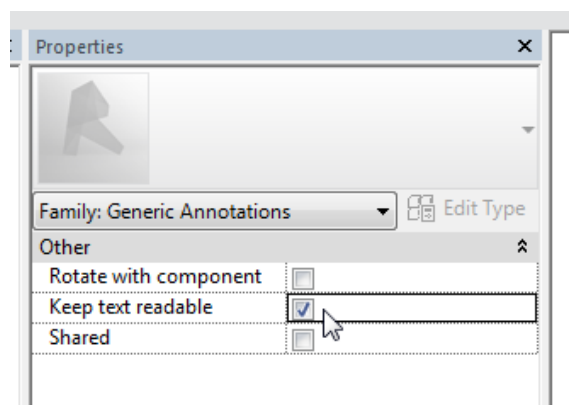 Properties
Family: Generic Annotations
Edit Type
Other
Rotate with component
Keep text readable
Shared